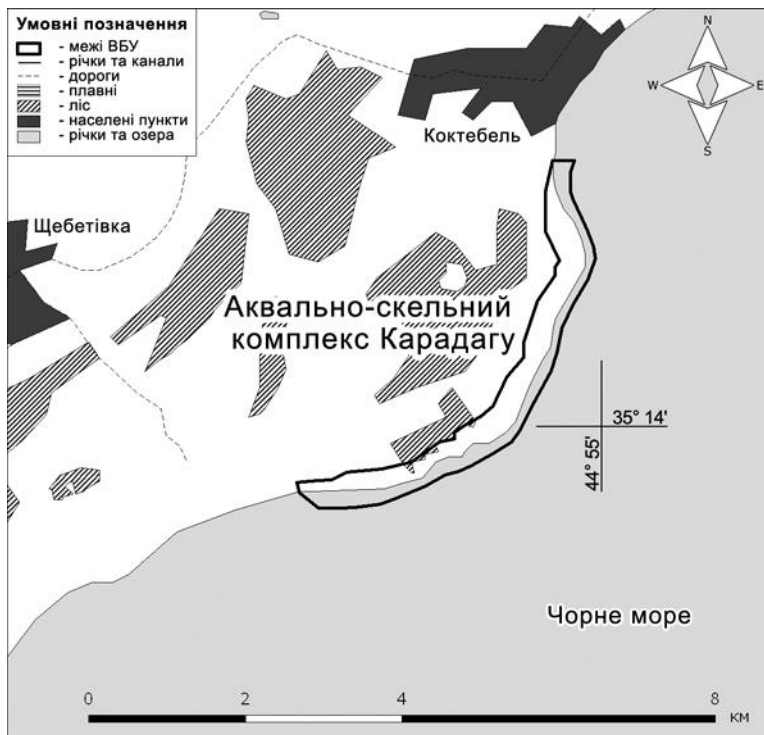 Умовні позначення
- межі ВБУ
- річки та канали
- дороги
- плавні
- ліс
- населені пункти
- річки та озера
N
W
E
S
Коктебель
Щебетівка
Аквально-скельний
комплекс Карадагу
35° 14'
44° 55'
Чорне море
0 2 4 8
км